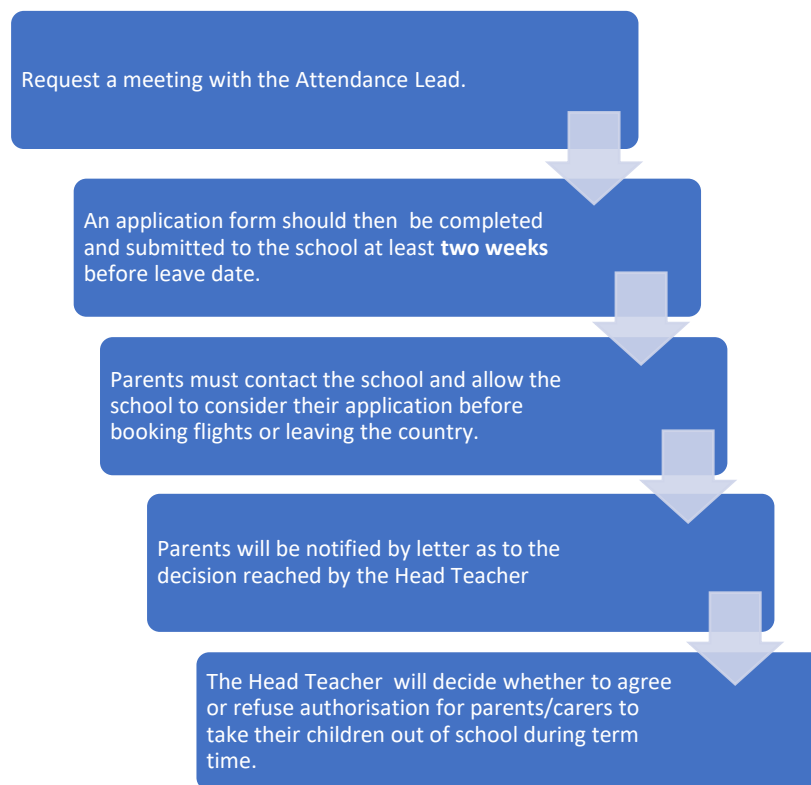 Request a meeting with the Attendance Lead.
An application form should then  be completed
and submitted to the school at least two weeks
before leave date.
Parents must contact the school and allow the
school to consider their application before
booking flights or leaving the country.
Parents will be notified by letter as to the
decision reached by the Head Teacher
The Head Teacher  will decide whether to agree
or refuse authorisation for parents/carers to
take their children out of school during term
time.